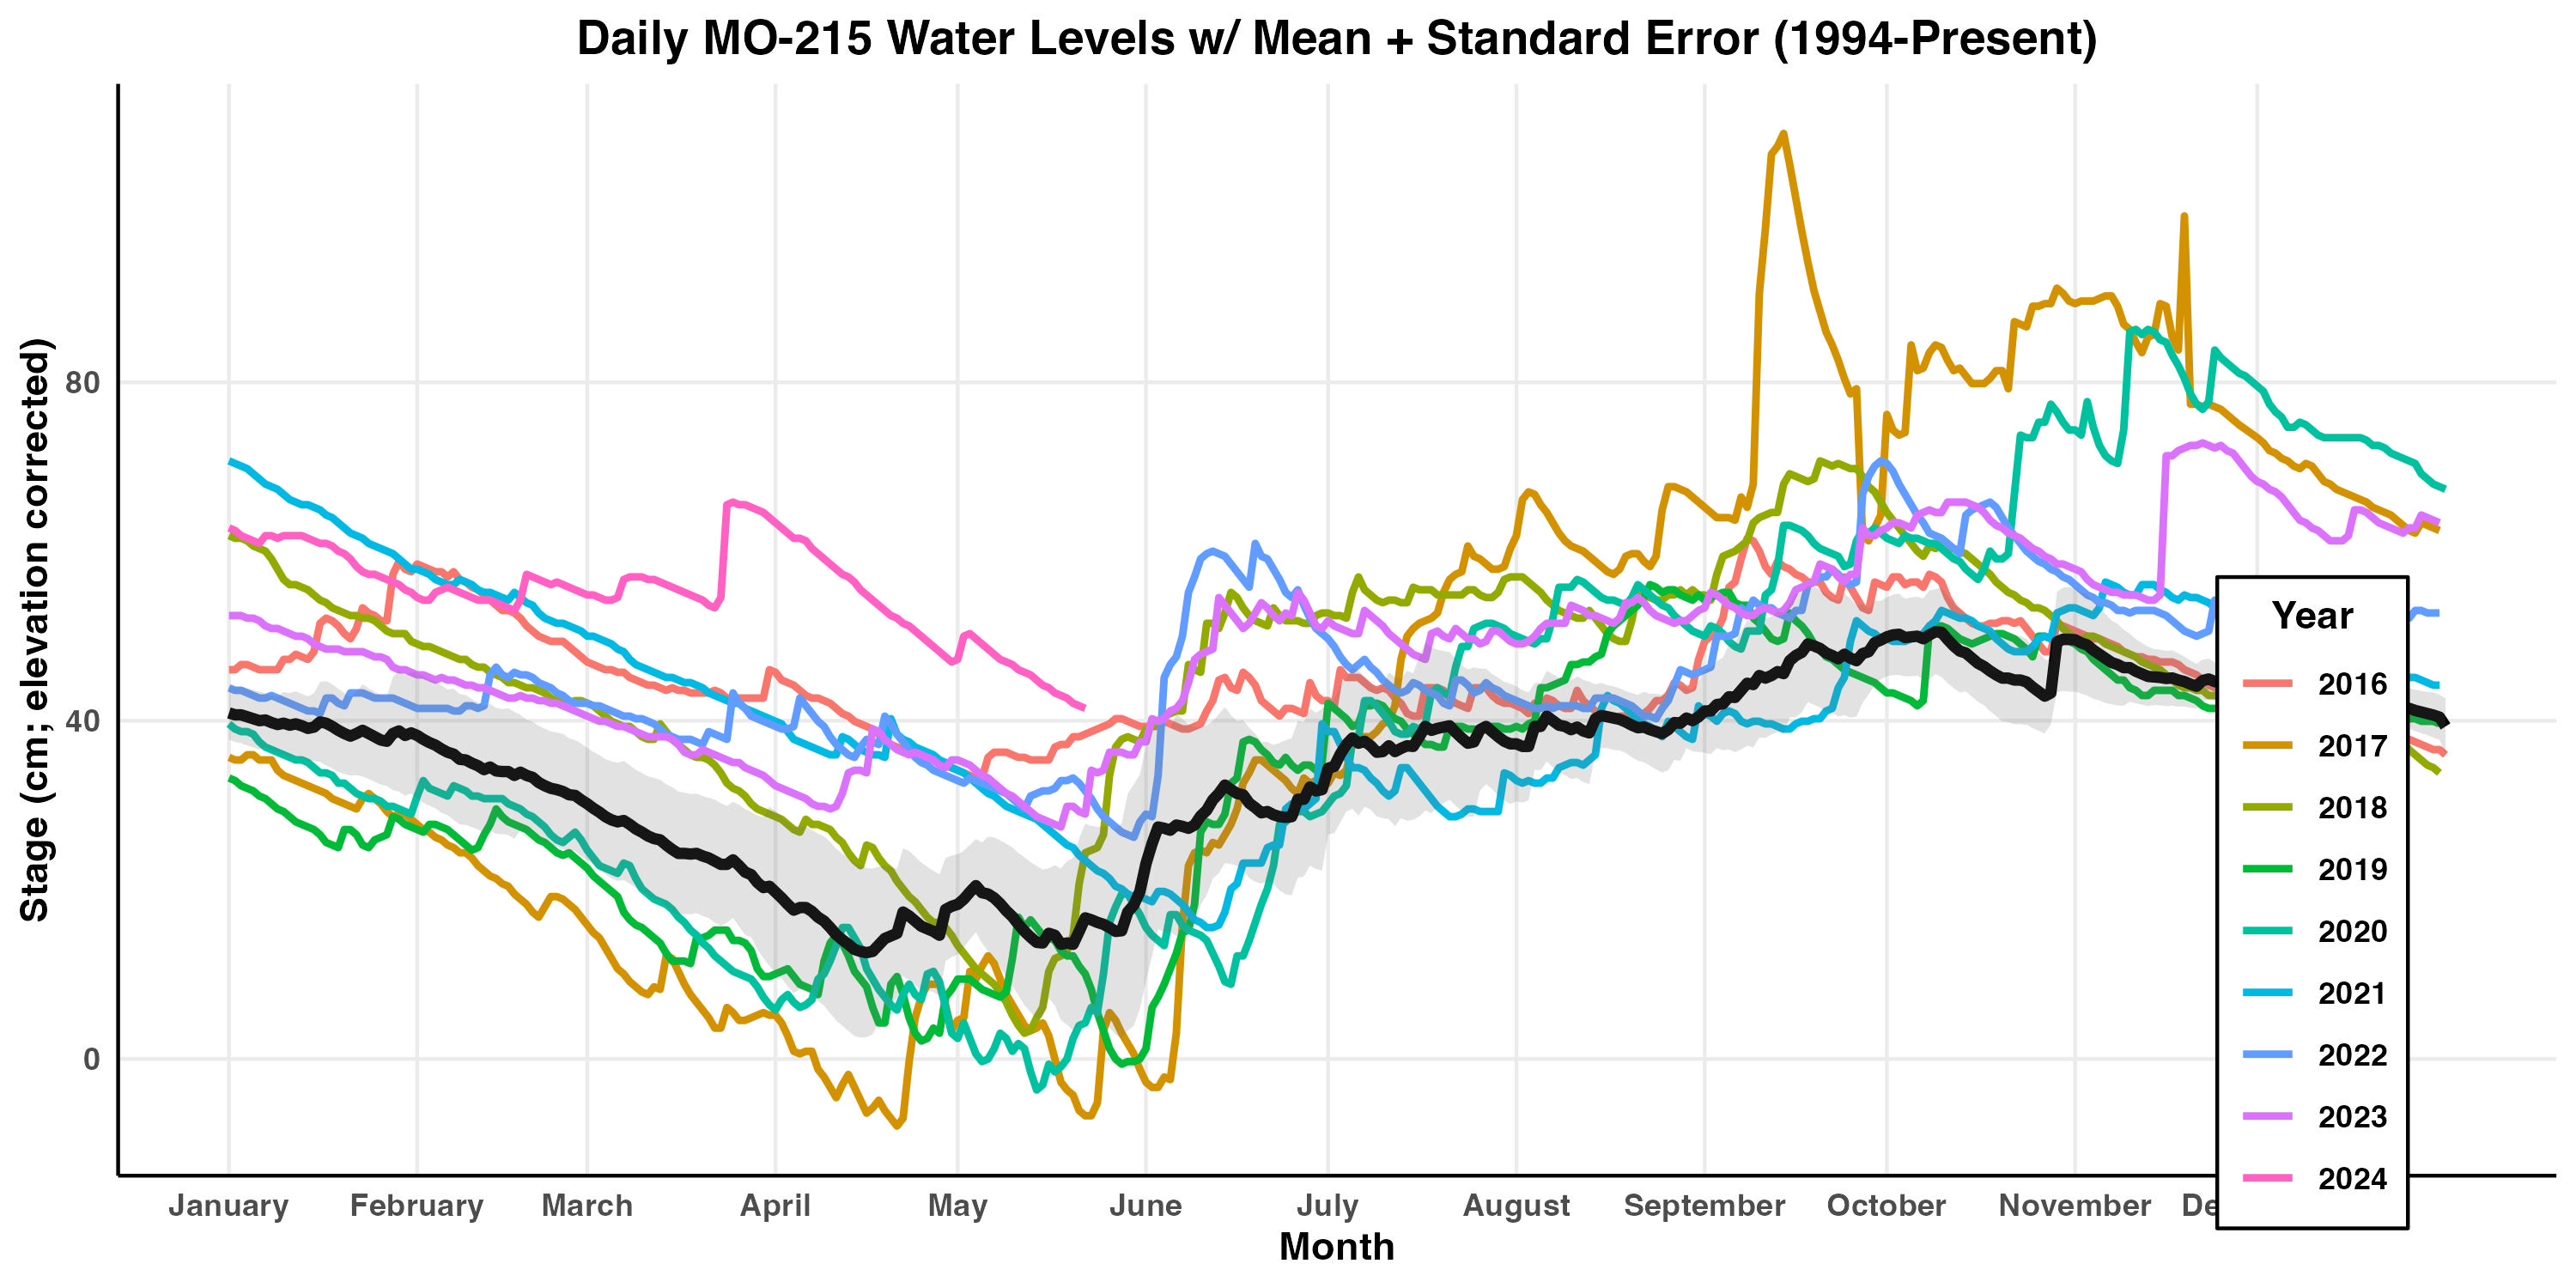 Daily MO-215 Water Levels w/ Mean + Standard Error (1994-Present)
Stage (cm; elevation corrected)
80
40
0
January February March April May June July August September October November De
Month
Year
2016
2017
2018
2019
2020
2021
2022
2023
2024